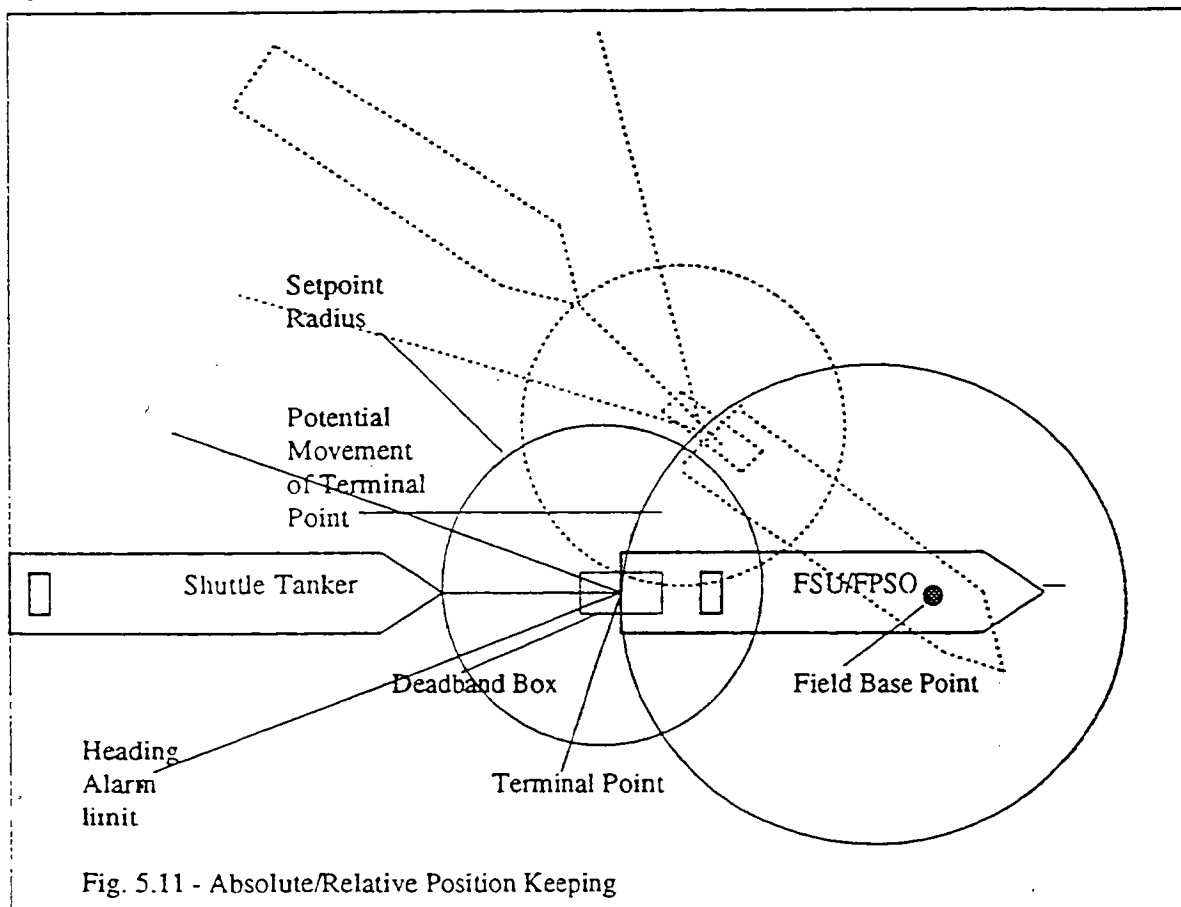 Setpoint
Radius
Potential
Movement
of Terminal
Point
Shuttle Tanker
FSU/FPSO
Deadband Box
Field Base Point
Heading
Alarm
limit
Terminal Point
Fig. 5.11 - Absolute/Relative Position Keeping